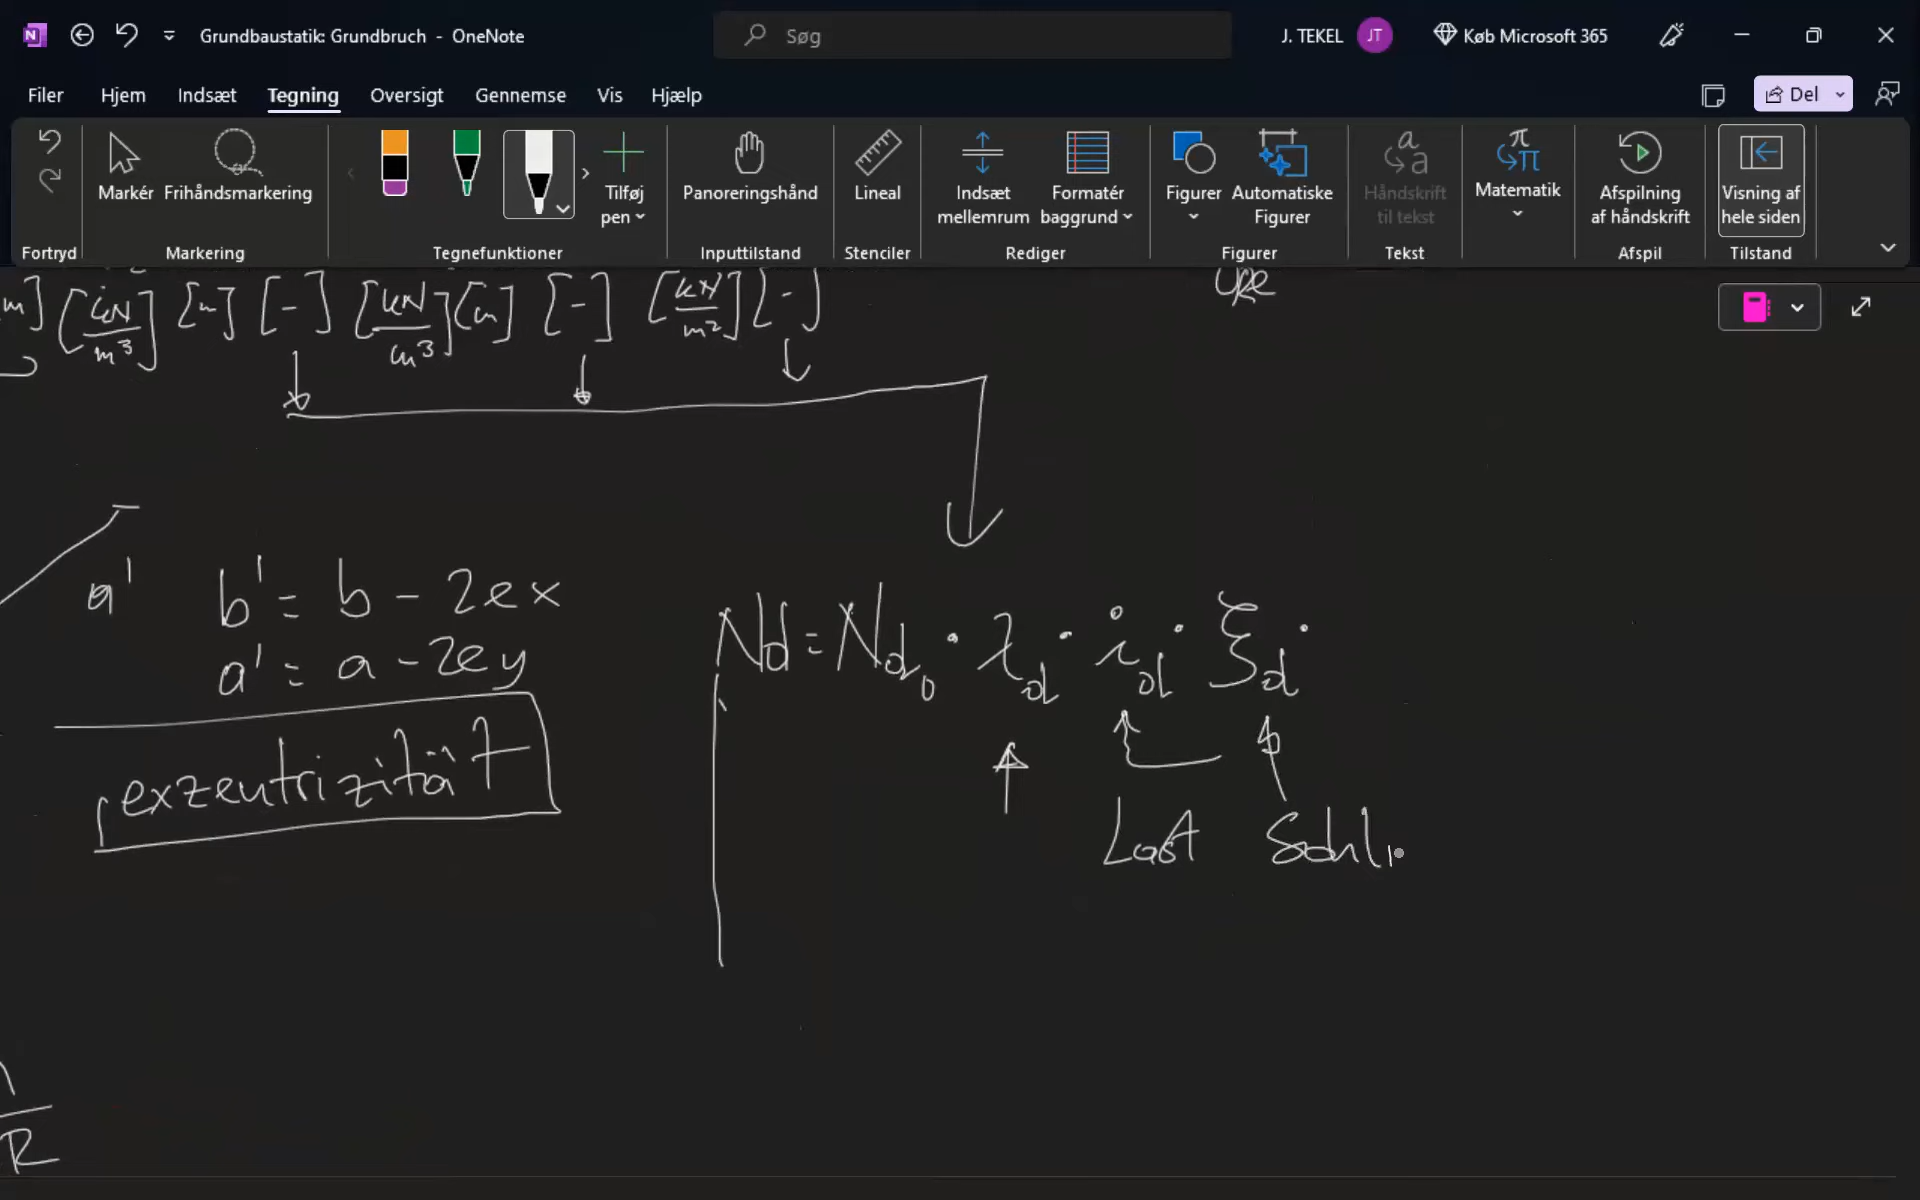 Grundbaustatik: Grundbruch - OneNote
Søg
J. TEKEL
JT
Køb Microsoft 365
Filer Hjem Indsæt Tegning Oversigt Gennemse Vis Hjælp
Del
Markér
Frihåndsmarkering
Tilføj
pen
Panoreringshånd
Lineal
Indsæt
mellemrum
Formatér
baggrund
Figurer
Automatiske
Figurer
Håndskrift
til tekst
Matematik
Afspilning
af håndskrift
Visning af
hele siden
Fortryd Markering Tegnefunktioner Inputtilstand Stenciler Rediger Figurer Tekst Afspil Tilstand
m] [kN/m³] [m] [-] [kN/m³] [m] [-] [kN/m²] [-]
a' b' = b - 2ex
a' = a - 2ey
exzentrizität
Nd = Nd₀ · λd · id · ξd ·
Last Sohl
R